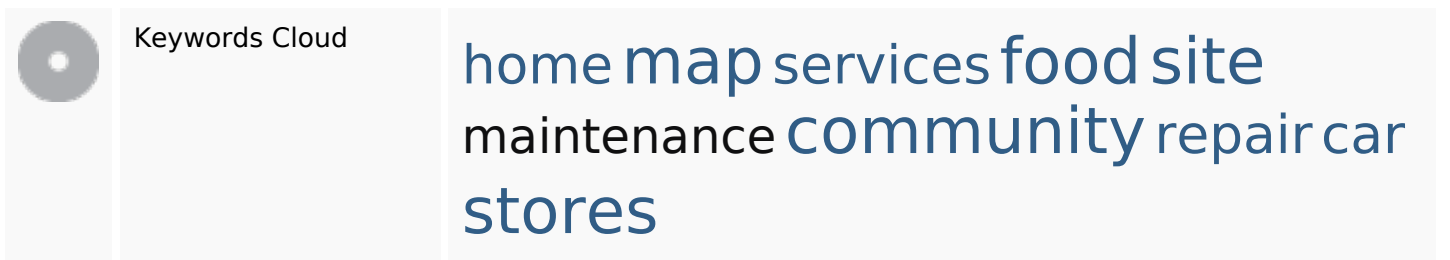 Keywords Cloud
home map services food site
maintenance community repair car
stores